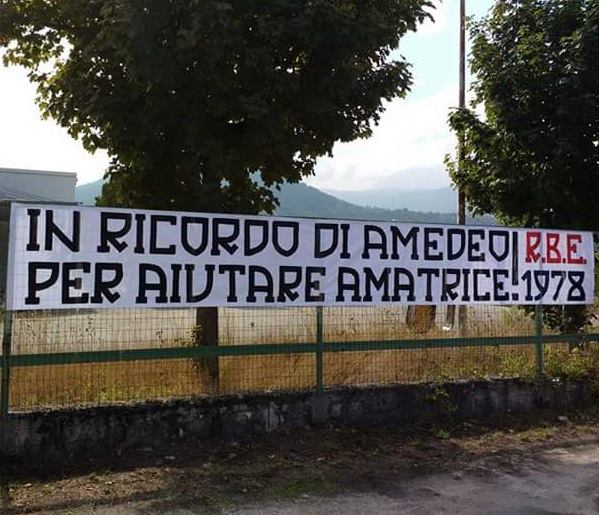 IN RICORDO DI AMEDEO R.B.E.
PER AIUTARE AMATRICE! 1978